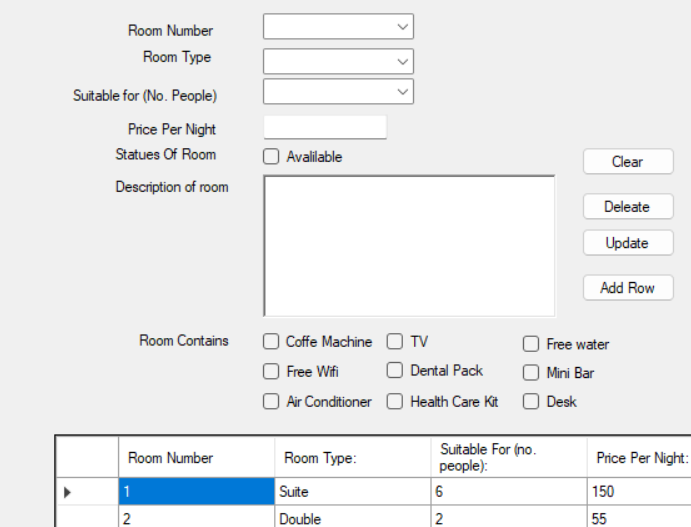 Room Number
Room Type
Suitable for (No. People)
Price Per Night
Statues Of Room
Avalilable
Clear
Description of room
Deleate
Update
Add Row
Room Contains
Coffe Machine
TV
Free water
Free Wifi
Dental Pack
Mini Bar
Air Conditioner
Health Care Kit
Desk
Room Number
Room Type:
Suitable For (no.
people):
Price Per Night:
1
Suite
6
150
2
Double
2
55